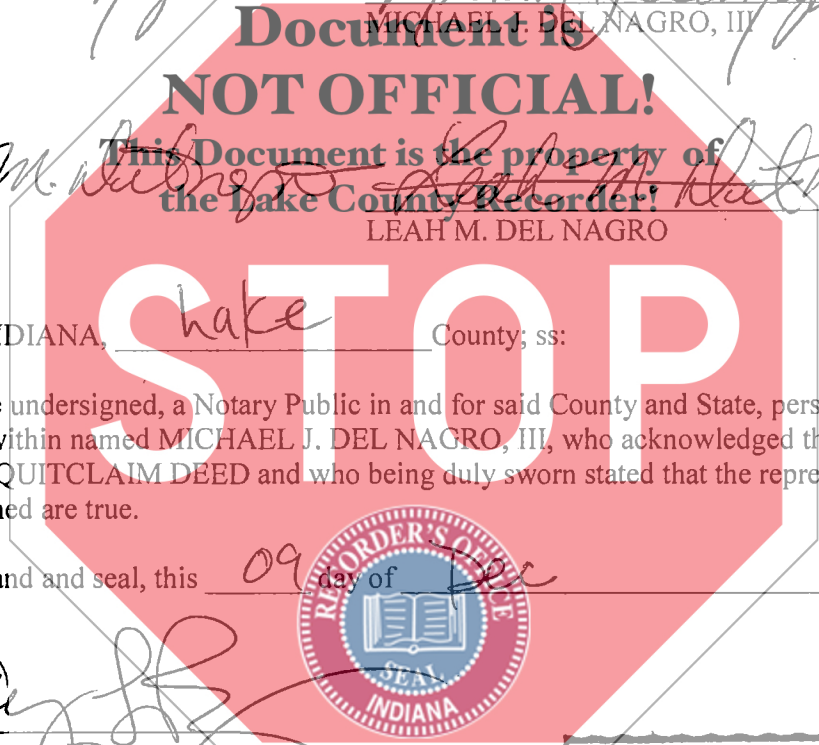 Document is
MICHAEL J. DEL NAGRO, III
NOT OFFICIAL!
This Document is the property of
the Lake County Recorder!
LEAH M. DEL NAGRO
STOP
NDIANA, Lake County; ss:
undersigned, a Notary Public in and for said County and State, pers
within named MICHAEL J. DEL NAGRO, III, who acknowledged th
QUITCLAIM DEED and who being duly sworn stated that the repre
ned are true.
and and seal, this 09 day of Dec
RECORDER'S OFFICE
SEAL
INDIANA